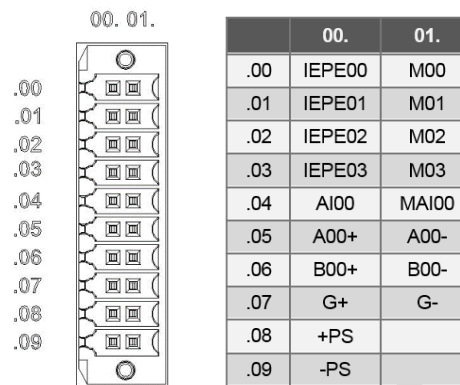 00. 01.
.00
.01
.02
.03
.04
.05
.06
.07
.08
.09
00. 01.
.00 IEPE00 M00
.01 IEPE01 M01
.02 IEPE02 M02
.03 IEPE03 M03
.04 AI00 MAI00
.05 A00+ A00-
.06 B00+ B00-
.07 G+ G-
.08 +PS
.09 -PS